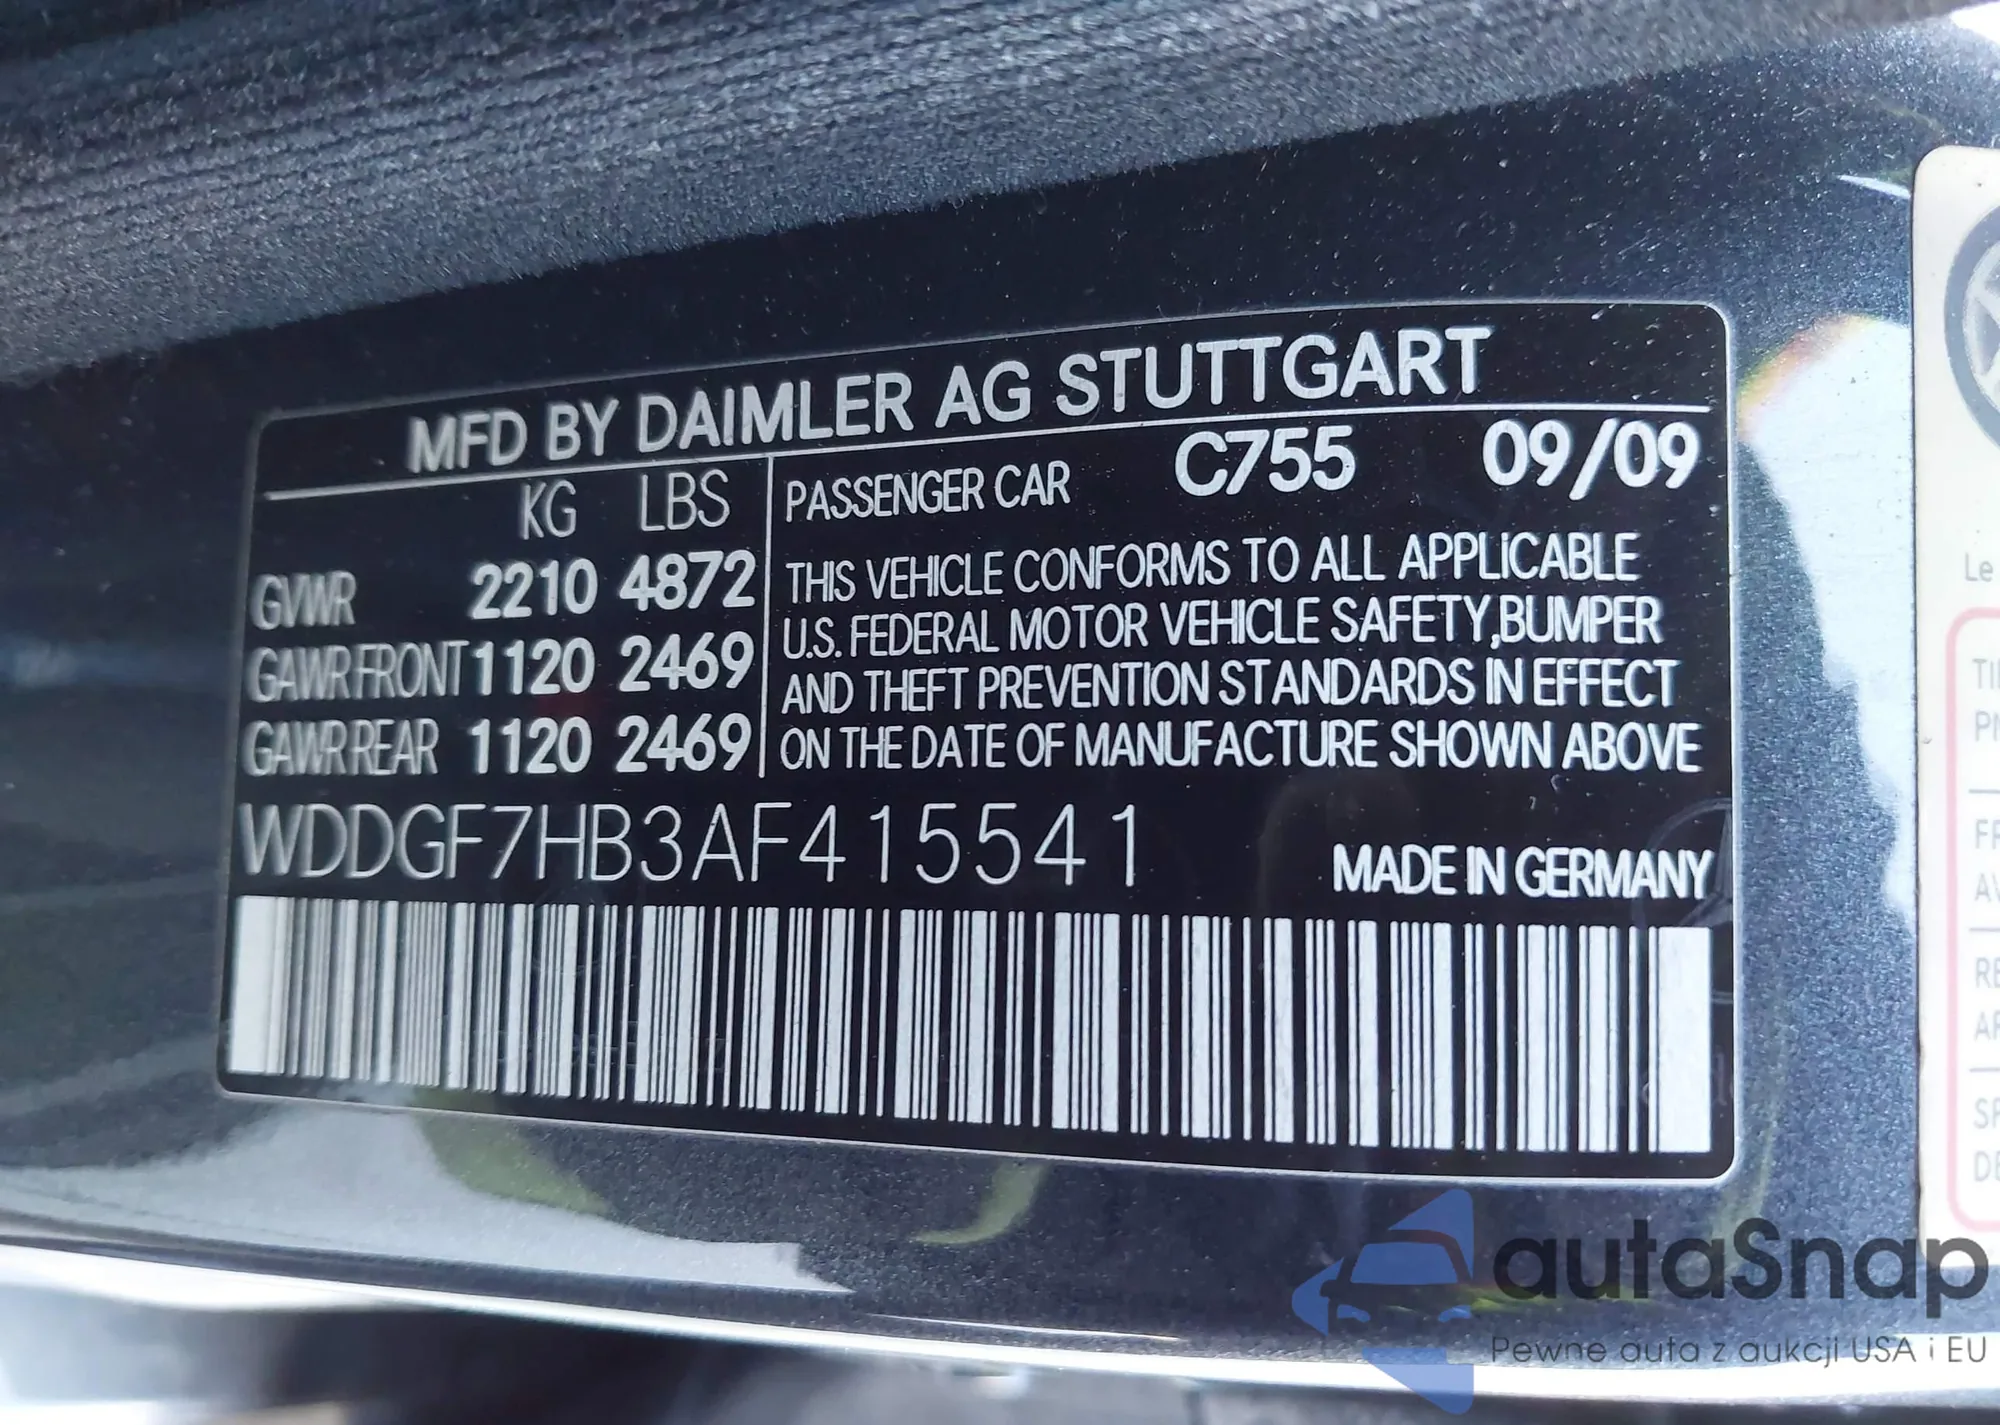 MFD BY DAIMLER AG STUTTGART
KG LBS
GVWR 2210 4872
GAWR FRONT 1120 2469
GAWR REAR 1120 2469
PASSENGER CAR C755 09/09
THIS VEHICLE CONFORMS TO ALL APPLICABLE
U.S. FEDERAL MOTOR VEHICLE SAFETY,BUMPER
AND THEFT PREVENTION STANDARDS IN EFFECT
ON THE DATE OF MANUFACTURE SHOWN ABOVE
WDDGF7HB3AF415541
MADE IN GERMANY
Le
autaSnap
Pewne auta z aukcji USA i EU